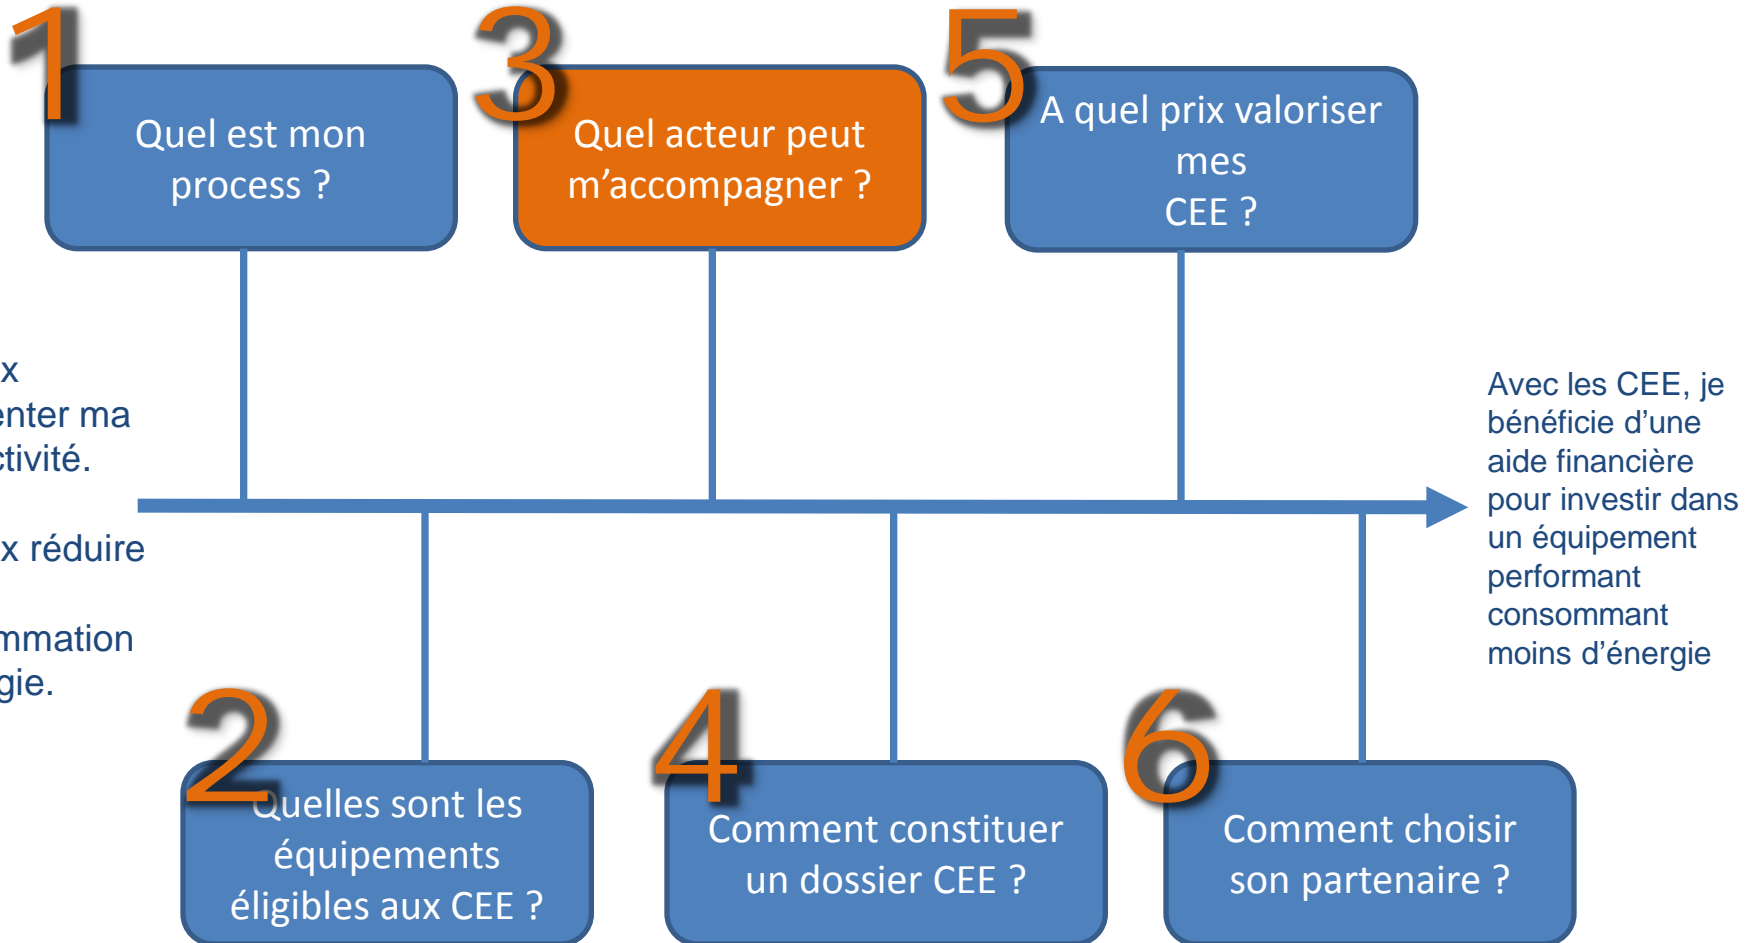 1
Quel est mon
process ?
3
Quel acteur peut
m’accompagner ?
5
A quel prix valoriser
mes
CEE ?
x
enter ma
ctivité.
x réduire
mmation
gie.
Avec les CEE, je
bénéficie d’une
aide financière
pour investir dans
un équipement
performant
consommant
moins d’énergie
2
Quelles sont les
équipements
éligibles aux CEE ?
4
Comment constituer
un dossier CEE ?
6
Comment choisir
son partenaire ?